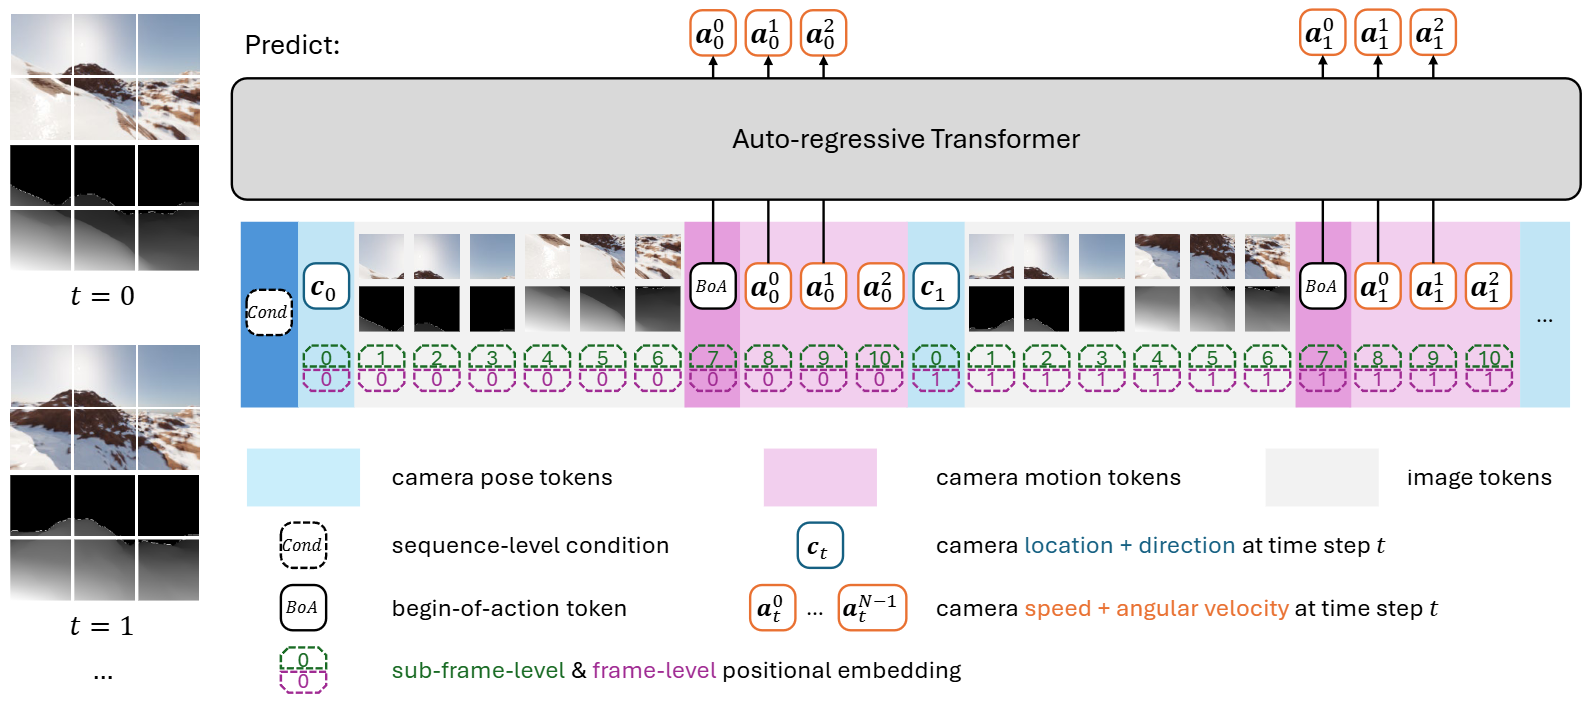 Predict:
a_0^0 a_0^1 a_0^2 a_1^0 a_1^1 a_1^2
Auto-regressive Transformer
t = 0
Cond c_0 BoA a_0^0 a_0^1 a_0^2 c_1 BoA a_1^0 a_1^1 a_1^2 ...
0 1 2 3 4 5 6 7 8 9 10 0 1 2 3 4 5 6 7 8 9 10
0 0 0 0 0 0 0 0 0 0 0 1 1 1 1 1 1 1 1 1 1 1
t = 1
...
camera pose tokens camera motion tokens image tokens
Cond sequence-level condition c_t camera location + direction at time step t
BoA begin-of-action token a_t^0 ... a_t^{N-1} camera speed + angular velocity at time step t
0
0 sub-frame-level & frame-level positional embedding